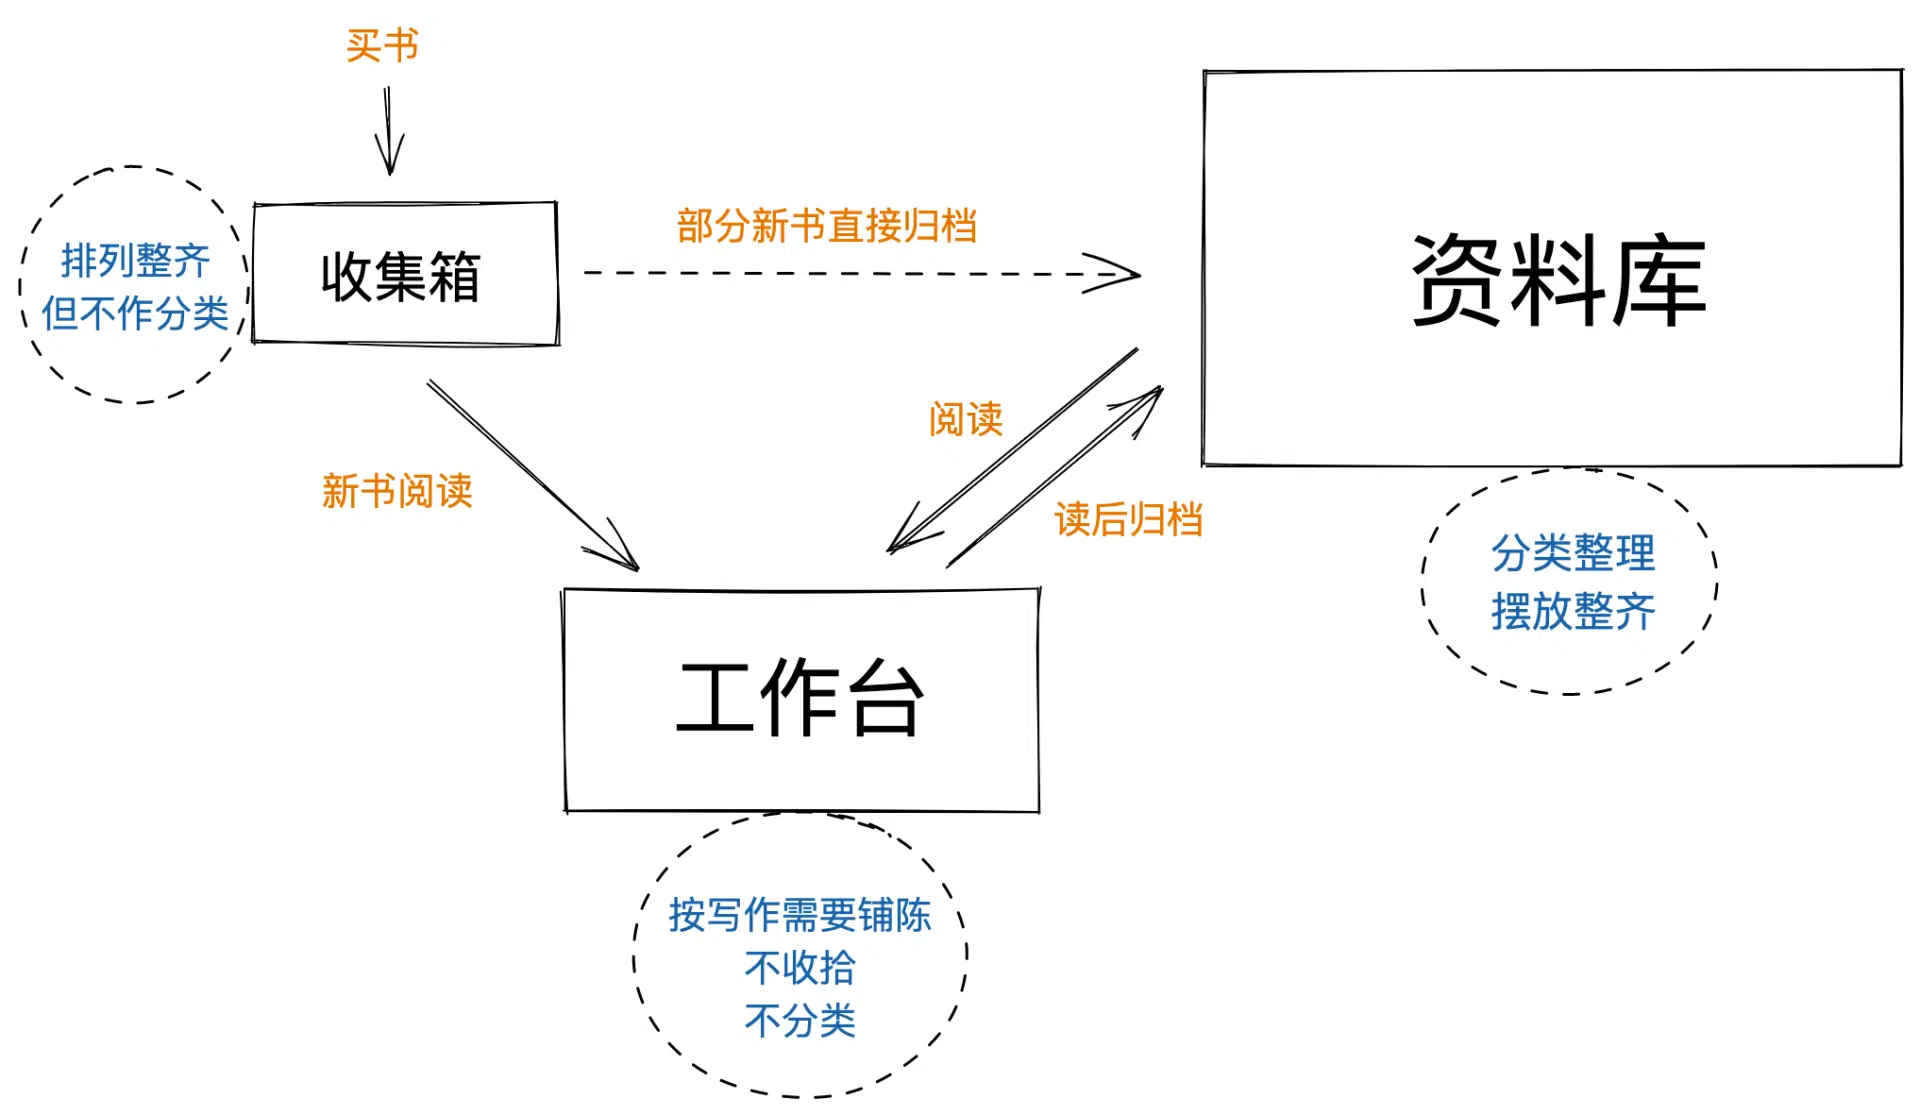 买书
收集箱
排列整齐
但不作分类
部分新书直接归档
资料库
阅读
新书阅读
读后归档
分类整理
摆放整齐
工作台
按写作需要铺陈
不收拾
不分类